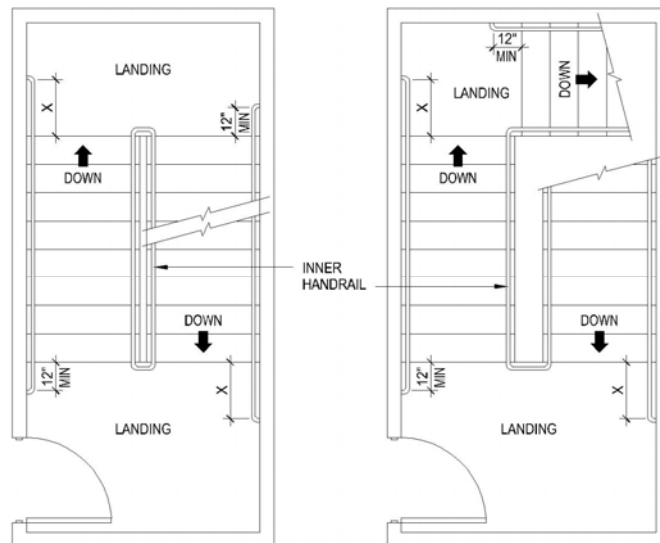 LANDING
X
12"
MIN
DOWN
INNER
HANDRAIL
DOWN
12"
MIN
X
LANDING
12"
MIN
DOWN
LANDING
X
DOWN
DOWN
12"
MIN
X
LANDING